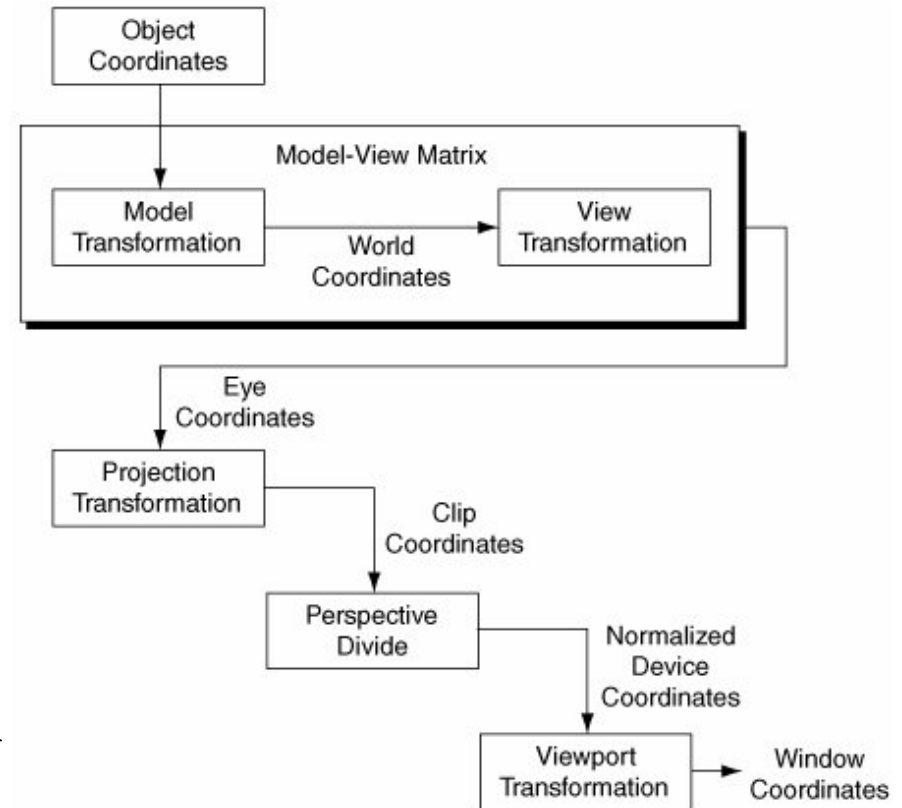 Object
Coordinates
Model-View Matrix
Model
Transformation
World
Coordinates
View
Transformation
Eye
Coordinates
Projection
Transformation
Clip
Coordinates
Perspective
Divide
Normalized
Device
Coordinates
Viewport
Transformation
Window
Coordinates